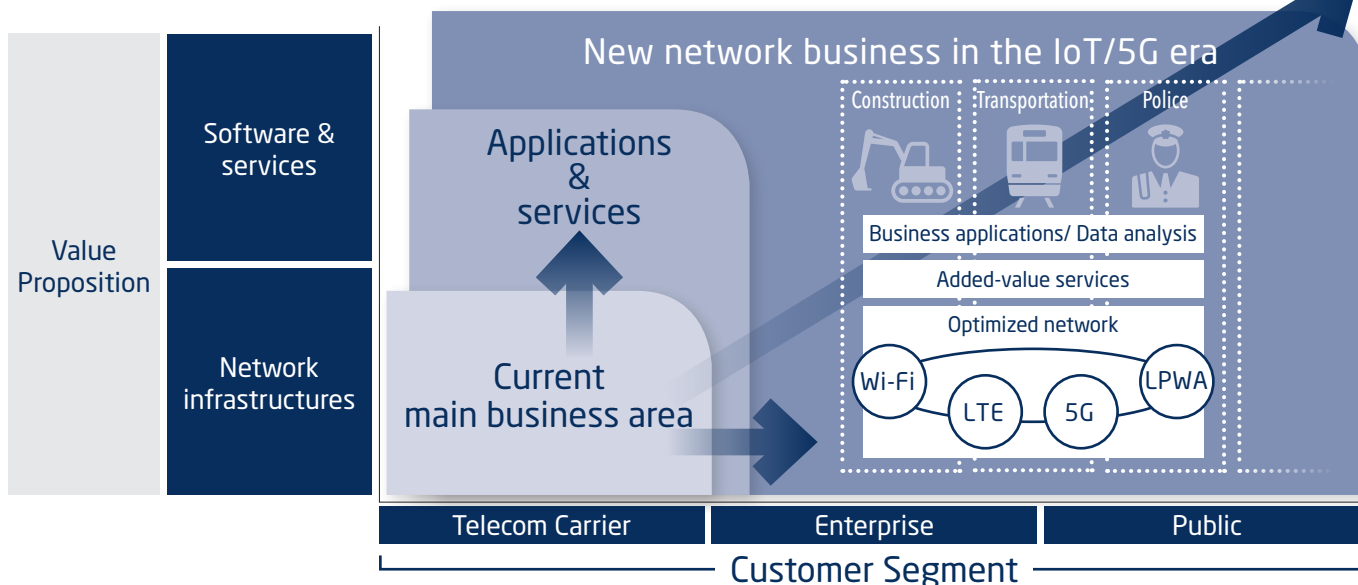 New network business in the IoT/5G era
Construction
Transportation
Police
Value
Proposition
Software &
services
Network
infrastructures
Applications
&
services
Current
main business area
Business applications/ Data analysis
Added-value services
Optimized network
Wi-Fi
LTE
5G
LPWA
Telecom Carrier
Enterprise
Public
Customer Segment